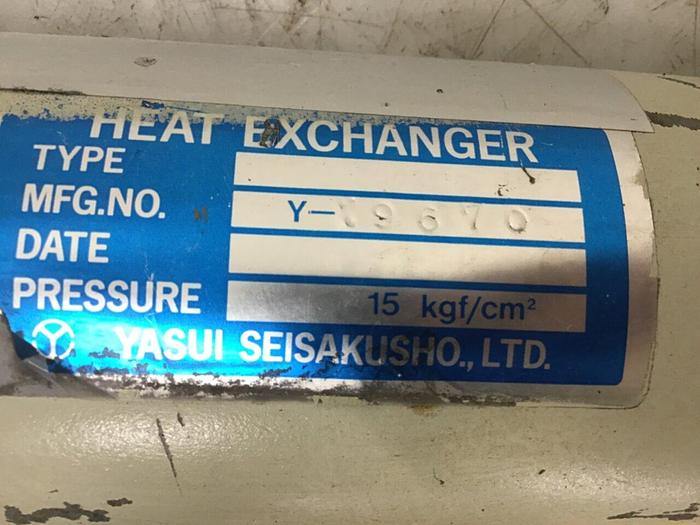 HEAT EXCHANGER
TYPE
MFG.NO. Y-
DATE
PRESSURE 15 kgf/cm²
YASUI SEISAKUSHO., LTD.